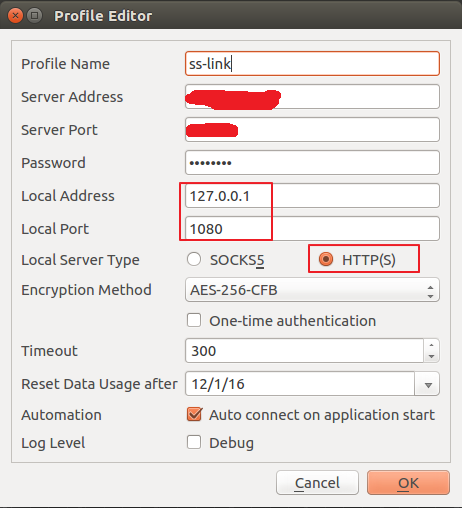 Profile Editor
Profile Name ss-link
Server Address
Server Port
Password ••••••••
Local Address 127.0.0.1
Local Port 1080
Local Server Type SOCKS5 HTTP(S)
Encryption Method AES-256-CFB
One-time authentication
Timeout 300
Reset Data Usage after 12/1/16
Automation Auto connect on application start
Log Level Debug
Cancel OK